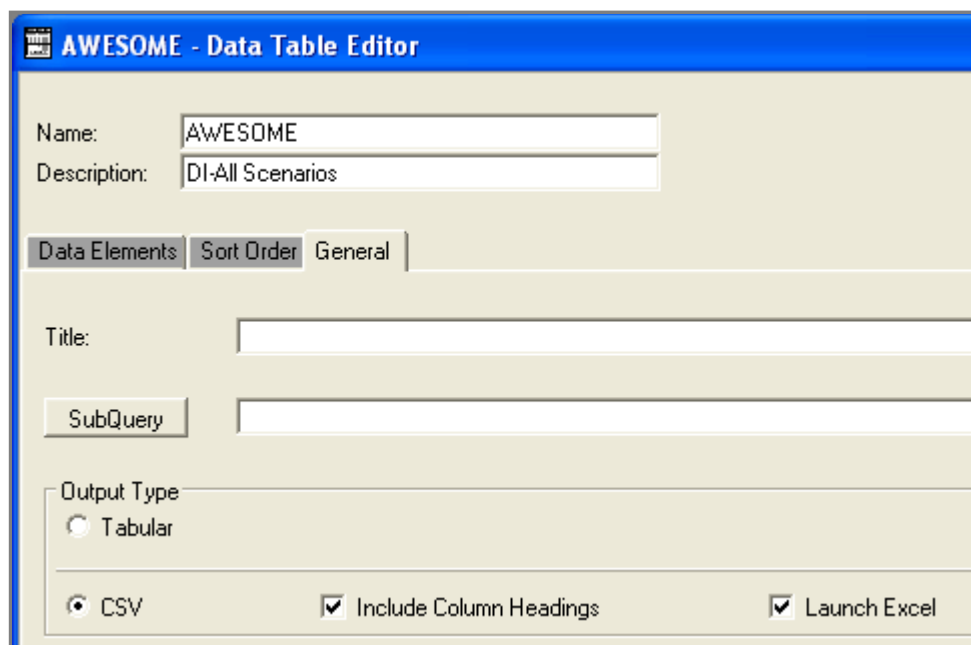 AWESOME - Data Table Editor
Name: AWESOME
Description: DI-All Scenarios
Data Elements Sort Order General
Title:
SubQuery
Output Type
Tabular
CSV Include Column Headings Launch Excel